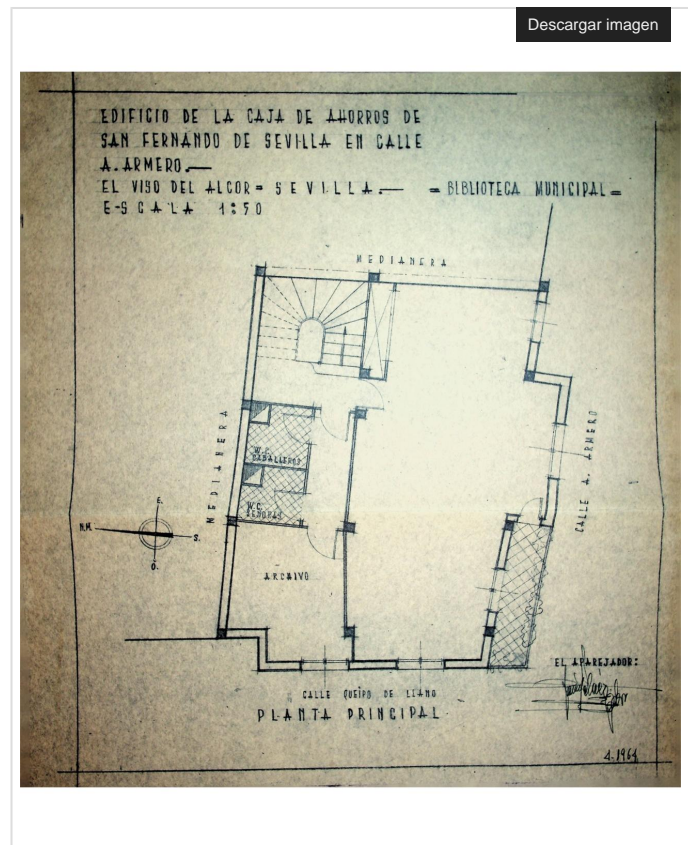 Descargar imagen
EDIFICIO DE LA CAJA DE AHORROS DE
SAN FERNANDO DE SEVILLA EN CALLE
A. ARMERO.—
EL VISO DEL ALCOR = SEVILLA.— = BIBLIOTECA MUNICIPAL =
ESCALA 1:50
MEDIANERA
MEDIANERA
W.C.
CABALLEROS
W.C.
SEÑORAS
CALLE A. ARMERO
E.
N.M.
S.
O.
ARCHIVO
EL APAREJADOR:
CALLE QUEIPO DE LLANO
PLANTA PRINCIPAL
4-1964